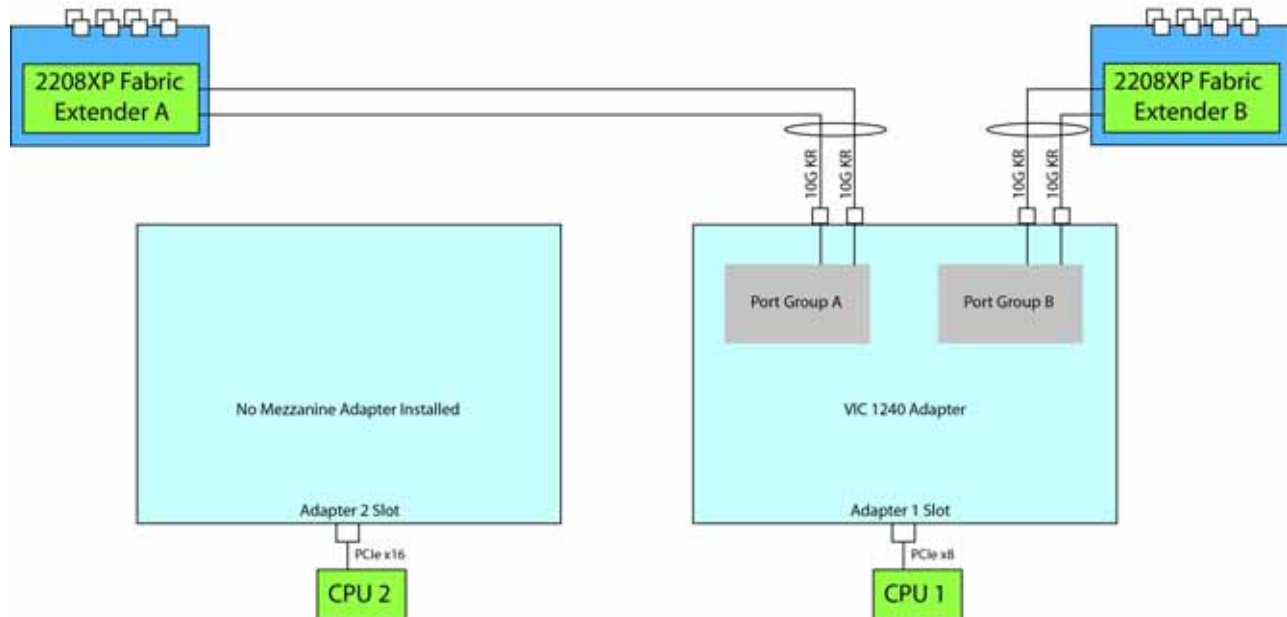 2208XP Fabric
Extender A
2208XP Fabric
Extender B
10G KR
10G KR
10G KR
10G KR
Port Group A
Port Group B
No Mezzanine Adapter Installed
VIC 1240 Adapter
Adapter 2 Slot
Adapter 1 Slot
PCIe x16
PCIe x8
CPU 2
CPU 1